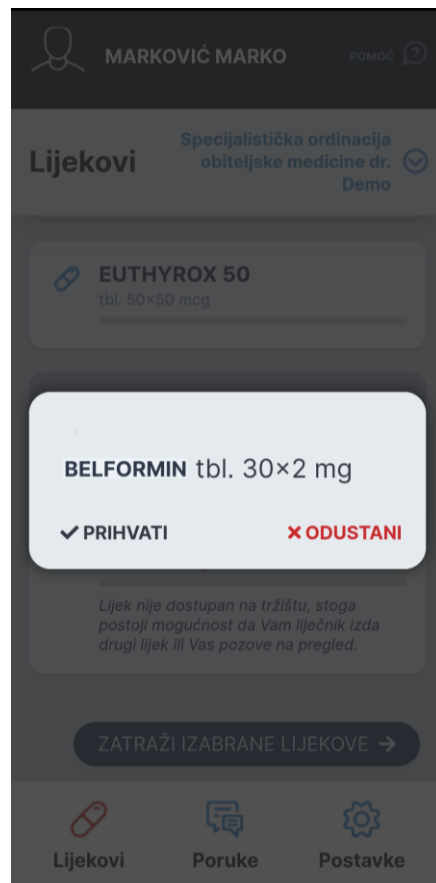 MARKOVIĆ MARKO
POMOĆ
Lijekovi
Specijalistička ordinacija
obiteljske medicine dr.
Demo
EUTHYROX 50
tbl. 50×50 mcg
BELFORMIN tbl. 30×2 mg
PRIHVATI
ODUSTANI
Lijek nije dostupan na tržištu, stoga
postoji mogućnost da Vam liječnik izda
drugi lijek ili Vas pozove na pregled.
ZATRAŽI IZABRANE LIJEKOVE →
Lijekovi
Poruke
Postavke